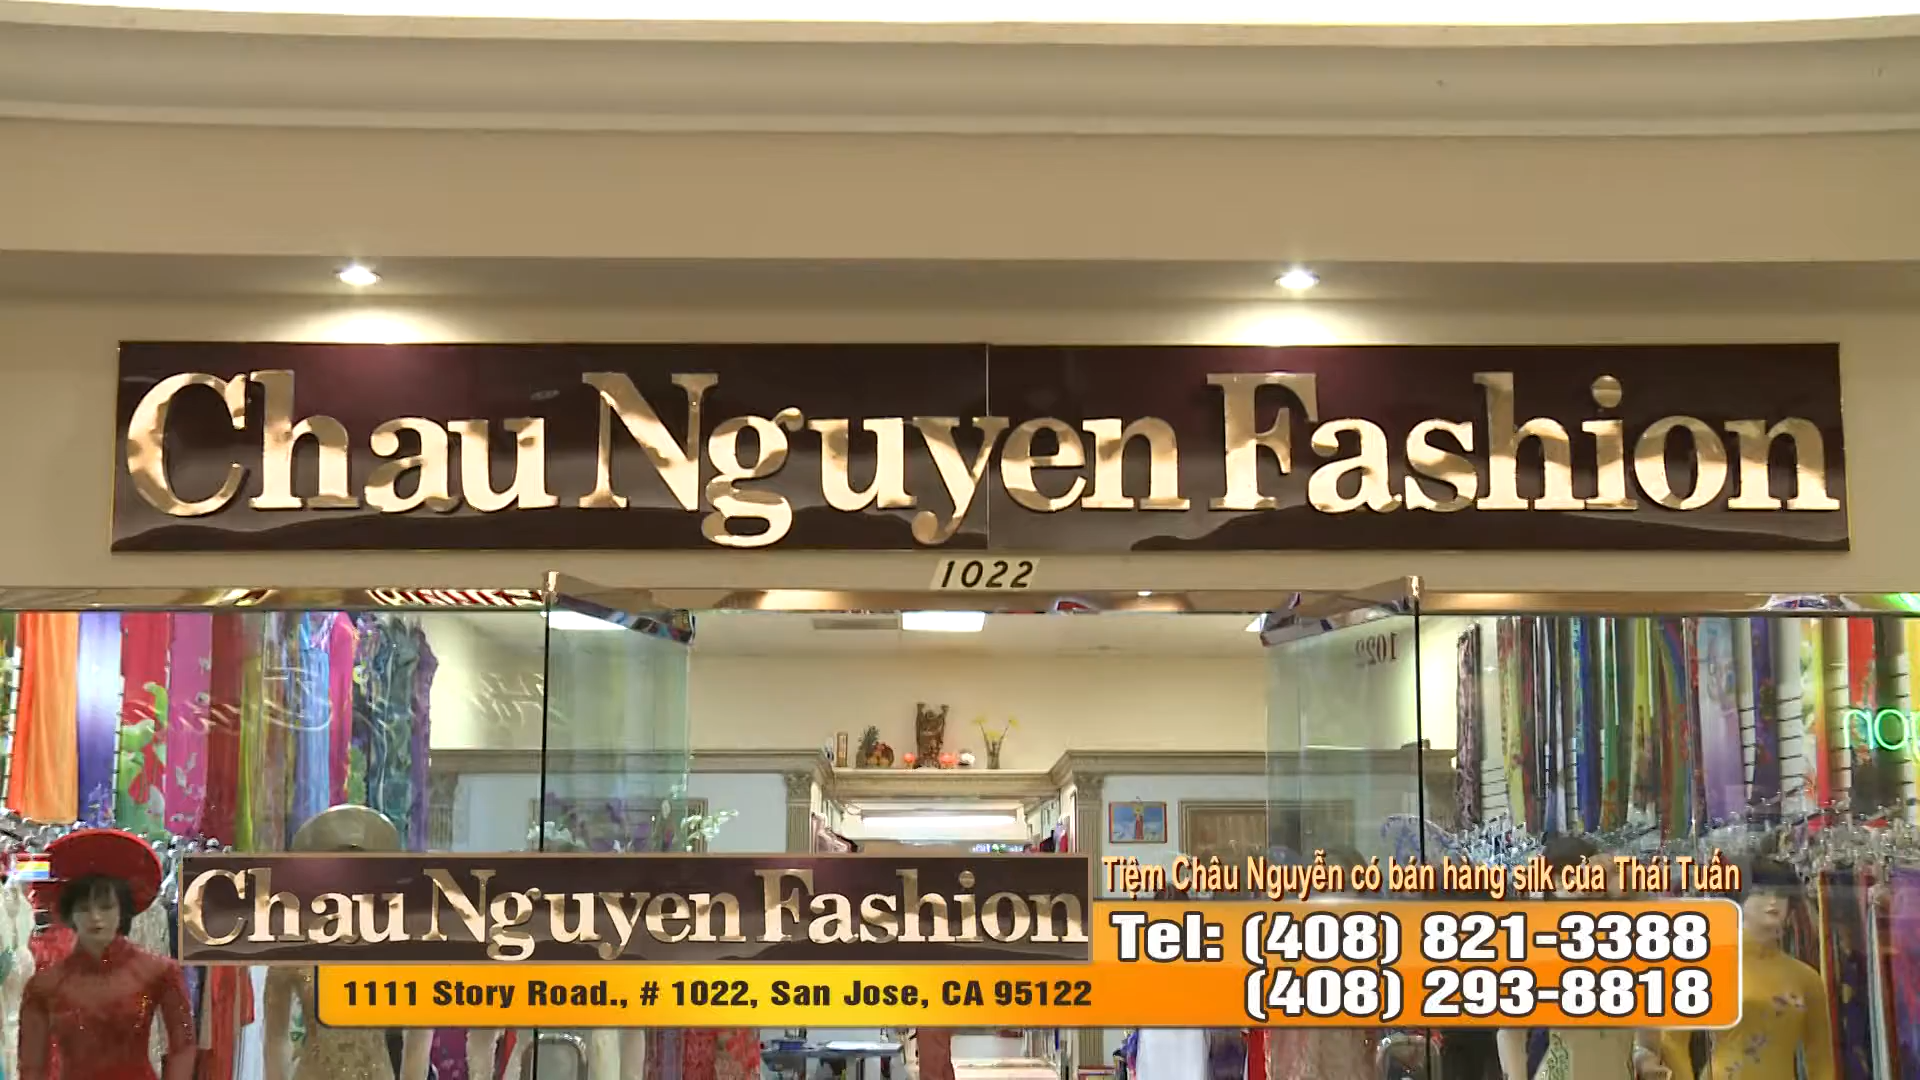 Chau Nguyen Fashion
1022
1022
Chau Nguyen Fashion
Tiệm Châu Nguyễn có bán hàng silk của Thái Tuấn
Tel: (408) 821-3388
(408) 293-8818
1111 Story Road., # 1022, San Jose, CA 95122